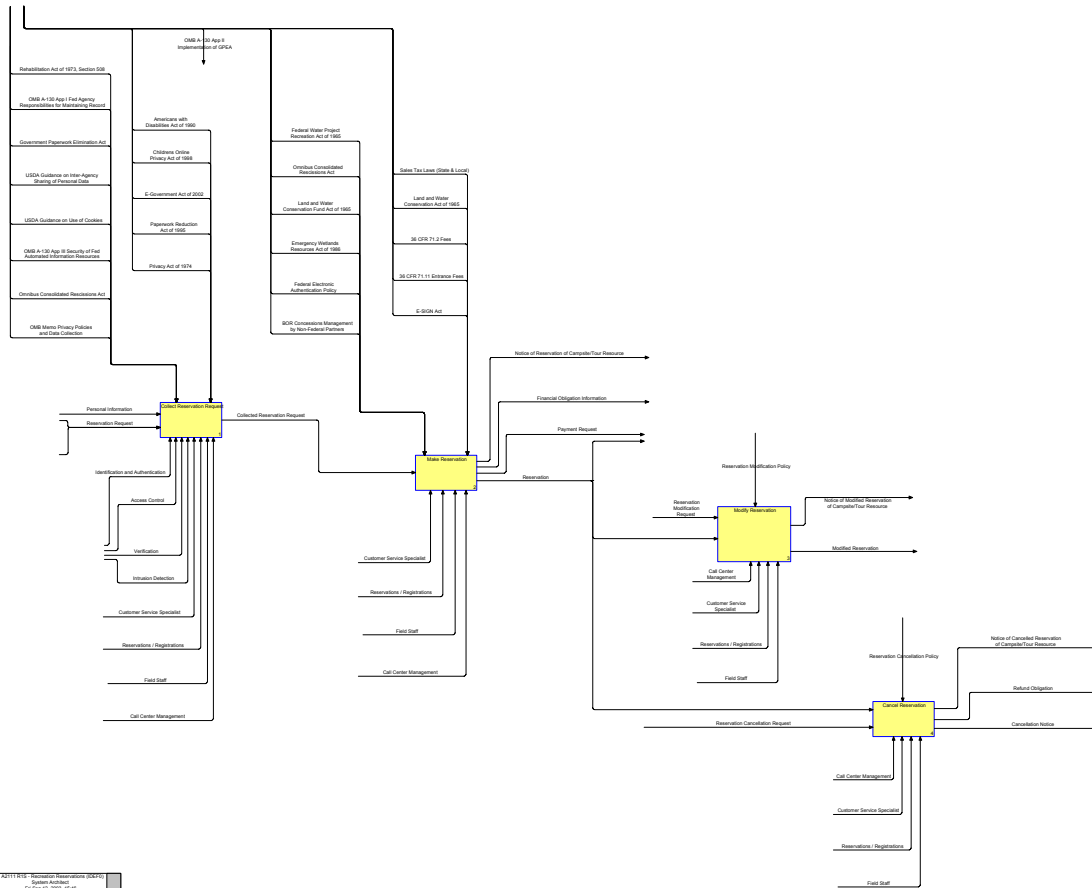 OMB A-130 App II
Implementation of GPEA
Rehabilitation Act of 1973, Section 508
OMB A-130 App I Fed Agency
Responsibilities for Maintaining Record
Government Paperwork Elimination Act
USDA Guidance on Inter-Agency
Sharing of Personal Data
USDA Guidance on Use of Cookies
OMB A-130 App III Security of Fed
Automated Information Resources
Omnibus Consolidated Rescissions Act
OMB Memo Privacy Policies
and Data Collection
Americans with
Disabilities Act of 1990
Childrens Online
Privacy Act of 1998
E-Government Act of 2002
Paperwork Reduction
Act of 1995
Privacy Act of 1974
Federal Water Project
Recreation Act of 1965
Omnibus Consolidated
Rescissions Act
Land and Water
Conservation Fund Act of 1965
Emergency Wetlands
Resources Act of 1986
Federal Electronic
Authentication Policy
BOR Concessions Management
by Non-Federal Partners
Sales Tax Laws (State & Local)
Land and Water
Conservation Act of 1965
36 CFR 71.2 Fees
36 CFR 71.11 Entrance Fees
E-SIGN Act
Personal Information
Reservation Request
Collect Reservation Request
1
Collected Reservation Request
Identification and Authentication
Access Control
Verification
Intrusion Detection
Customer Service Specialist
Reservations / Registrations
Field Staff
Call Center Management
Make Reservation
2
Notice of Reservation of Campsite/Tour Resource
Financial Obligation Information
Payment Request
Reservation
Customer Service Specialist
Reservations / Registrations
Field Staff
Call Center Management
Reservation Modification Policy
Reservation
Modification
Request
Modify Reservation
3
Notice of Modified Reservation
of Campsite/Tour Resource
Modified Reservation
Call Center
Management
Customer Service
Specialist
Reservations / Registrations
Field Staff
Reservation Cancellation Policy
Reservation Cancellation Request
Cancel Reservation
4
Notice of Cancelled Reservation
of Campsite/Tour Resource
Refund Obligation
Cancellation Notice
Call Center Management
Customer Service Specialist
Reservations / Registrations
Field Staff
A2111 R1S - Recreation Reservations (IDEF0)
System Architect